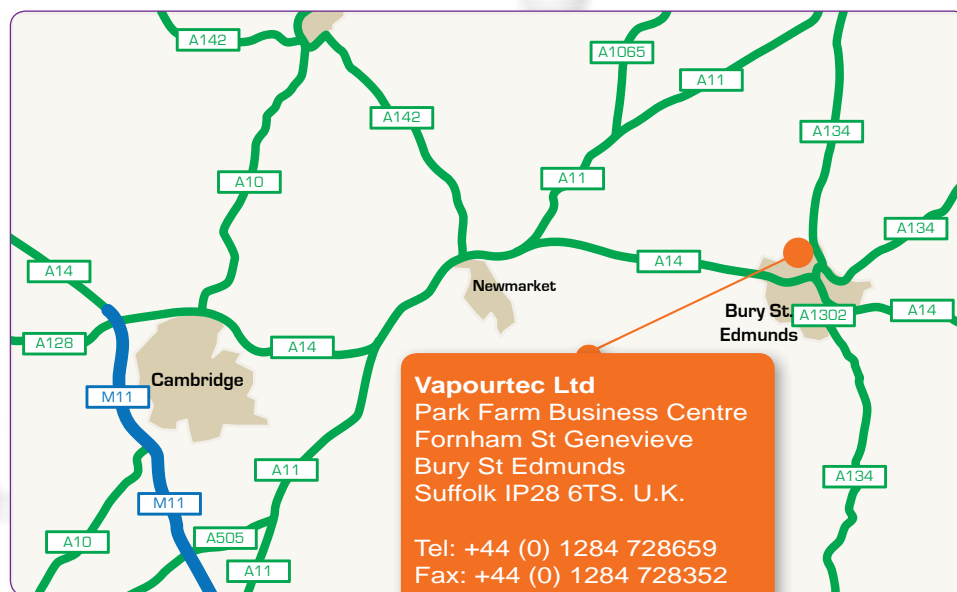 A142
A1065
A11
A142
A134
A10
A11
A134
A14
A14
Newmarket
Bury St.
Edmunds
A1302
A14
A128
A14
Cambridge
M11
Vapourtec Ltd
Park Farm Business Centre
Fornham St Genevieve
Bury St Edmunds
Suffolk IP28 6TS. U.K.
Tel: +44 (0) 1284 728659
Fax: +44 (0) 1284 728352
A11
A134
M11
A10
A505
A11